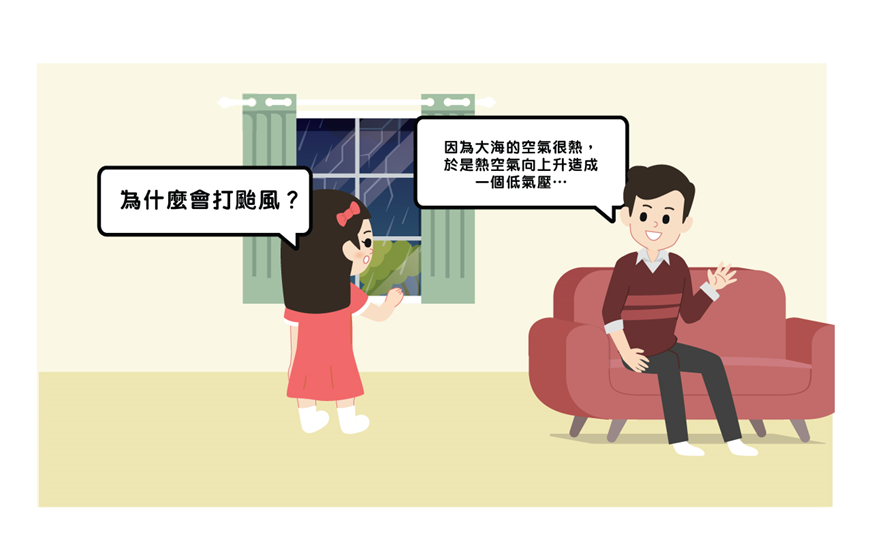 為什麼會打颱風？
因為大海的空氣很熱，
於是熱空氣向上升造成
一個低氣壓⋯